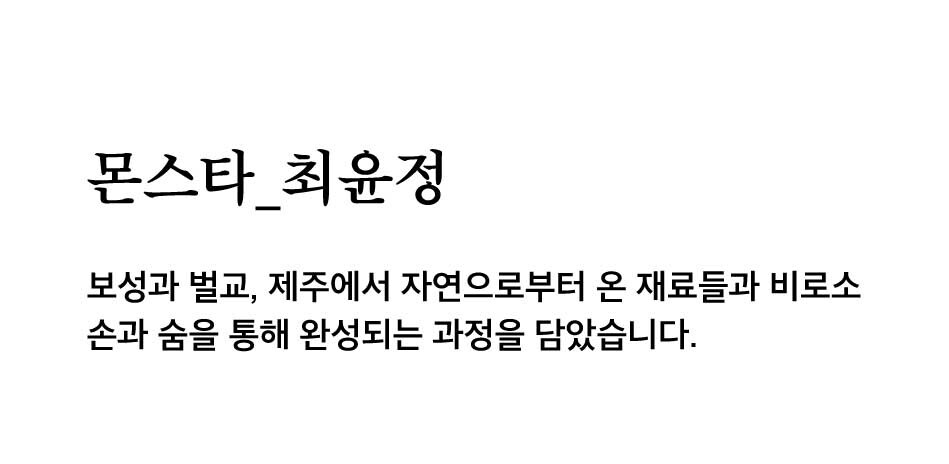 몬스타_최윤정
보성과 벌교, 제주에서 자연으로부터 온 재료들과 비로소
손과 숨을 통해 완성되는 과정을 담았습니다.